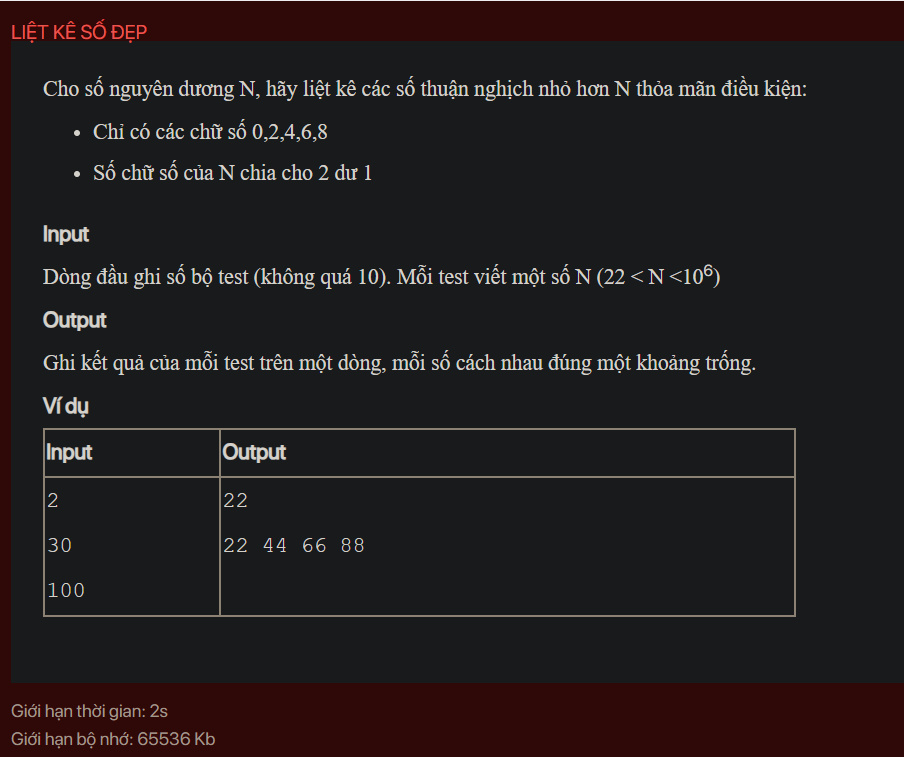 LIỆT KÊ SỐ ĐẸP
Cho số nguyên dương N, hãy liệt kê các số thuận nghịch nhỏ hơn N thỏa mãn điều kiện:
• Chỉ có các chữ số 0,2,4,6,8
• Số chữ số của N chia cho 2 dư 1
Input
Dòng đầu ghi số bộ test (không quá 10). Mỗi test viết một số N (22 < N <10⁶)
Output
Ghi kết quả của mỗi test trên một dòng, mỗi số cách nhau đúng một khoảng trống.
Ví dụ
Input Output
2 22
30 22 44 66 88
100
Giới hạn thời gian: 2s
Giới hạn bộ nhớ: 65536 Kb